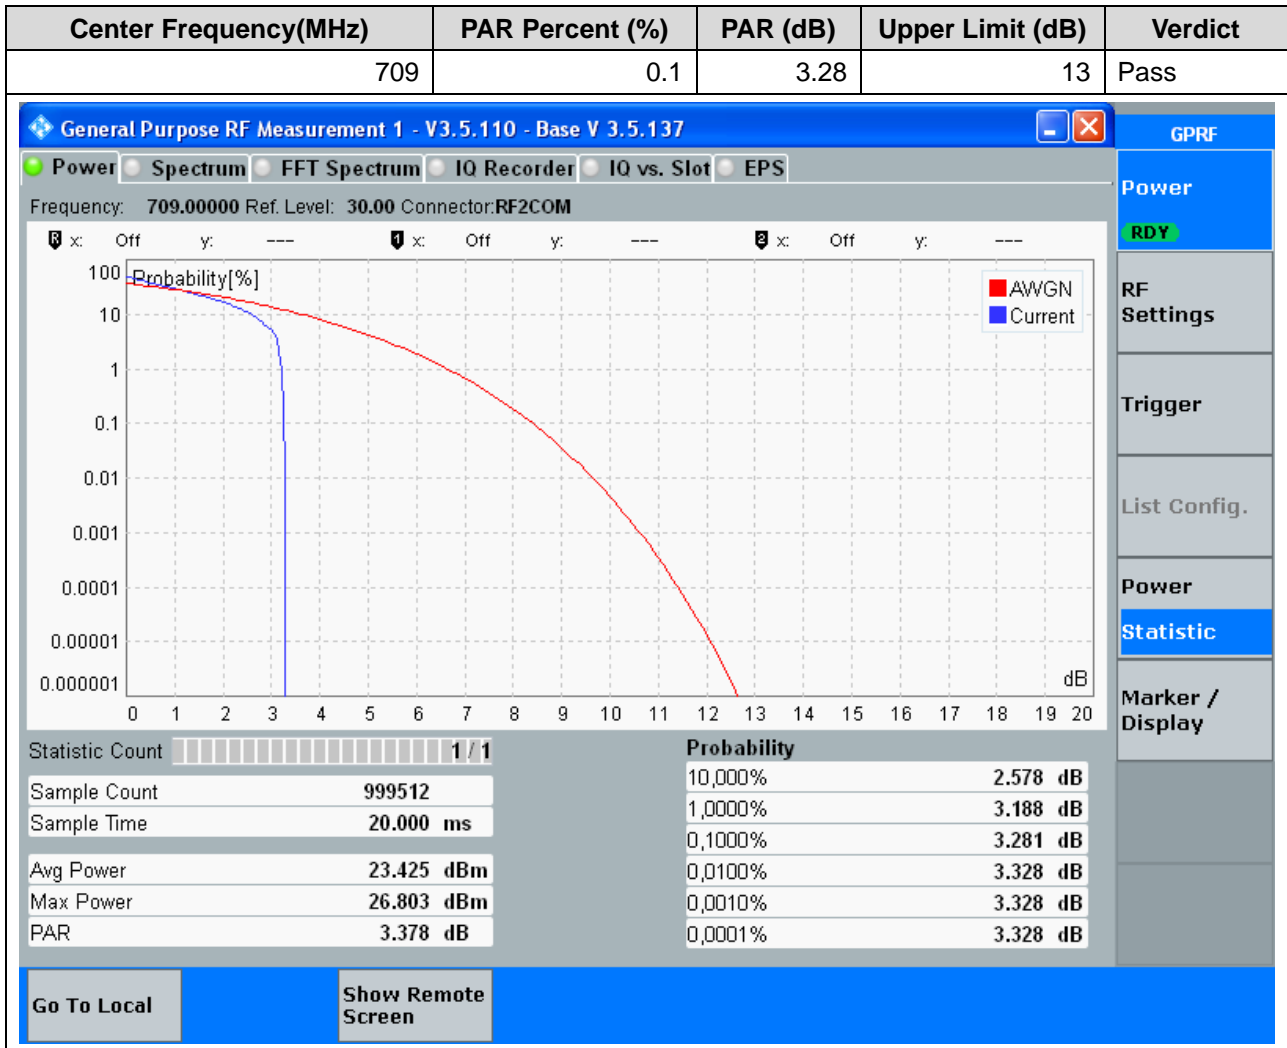 Center Frequency(MHz) PAR Percent (%) PAR (dB) Upper Limit (dB) Verdict
709 0.1 3.28 13 Pass
General Purpose RF Measurement 1 - V3.5.110 - Base V 3.5.137
GPRF
Power Spectrum FFT Spectrum IQ Recorder IQ vs. Slot EPS
Frequency: 709.00000 Ref. Level: 30.00 Connector:RF2COM
R x: Off y: --- 1 x: Off y: --- 2 x: Off y: ---
Probability[%]
AWGN
Current
100
10
1
0.1
0.01
0.001
0.0001
0.00001
0.000001
dB
0 1 2 3 4 5 6 7 8 9 10 11 12 13 14 15 16 17 18 19 20
Statistic Count 1 / 1
Sample Count 999512
Sample Time 20.000 ms
Avg Power 23.425 dBm
Max Power 26.803 dBm
PAR 3.378 dB
Probability
10,000% 2.578 dB
1,0000% 3.188 dB
0,1000% 3.281 dB
0,0100% 3.328 dB
0,0010% 3.328 dB
0,0001% 3.328 dB
Power
RDY
RF
Settings
Trigger
List Config.
Power
Statistic
Marker /
Display
Go To Local
Show Remote
Screen